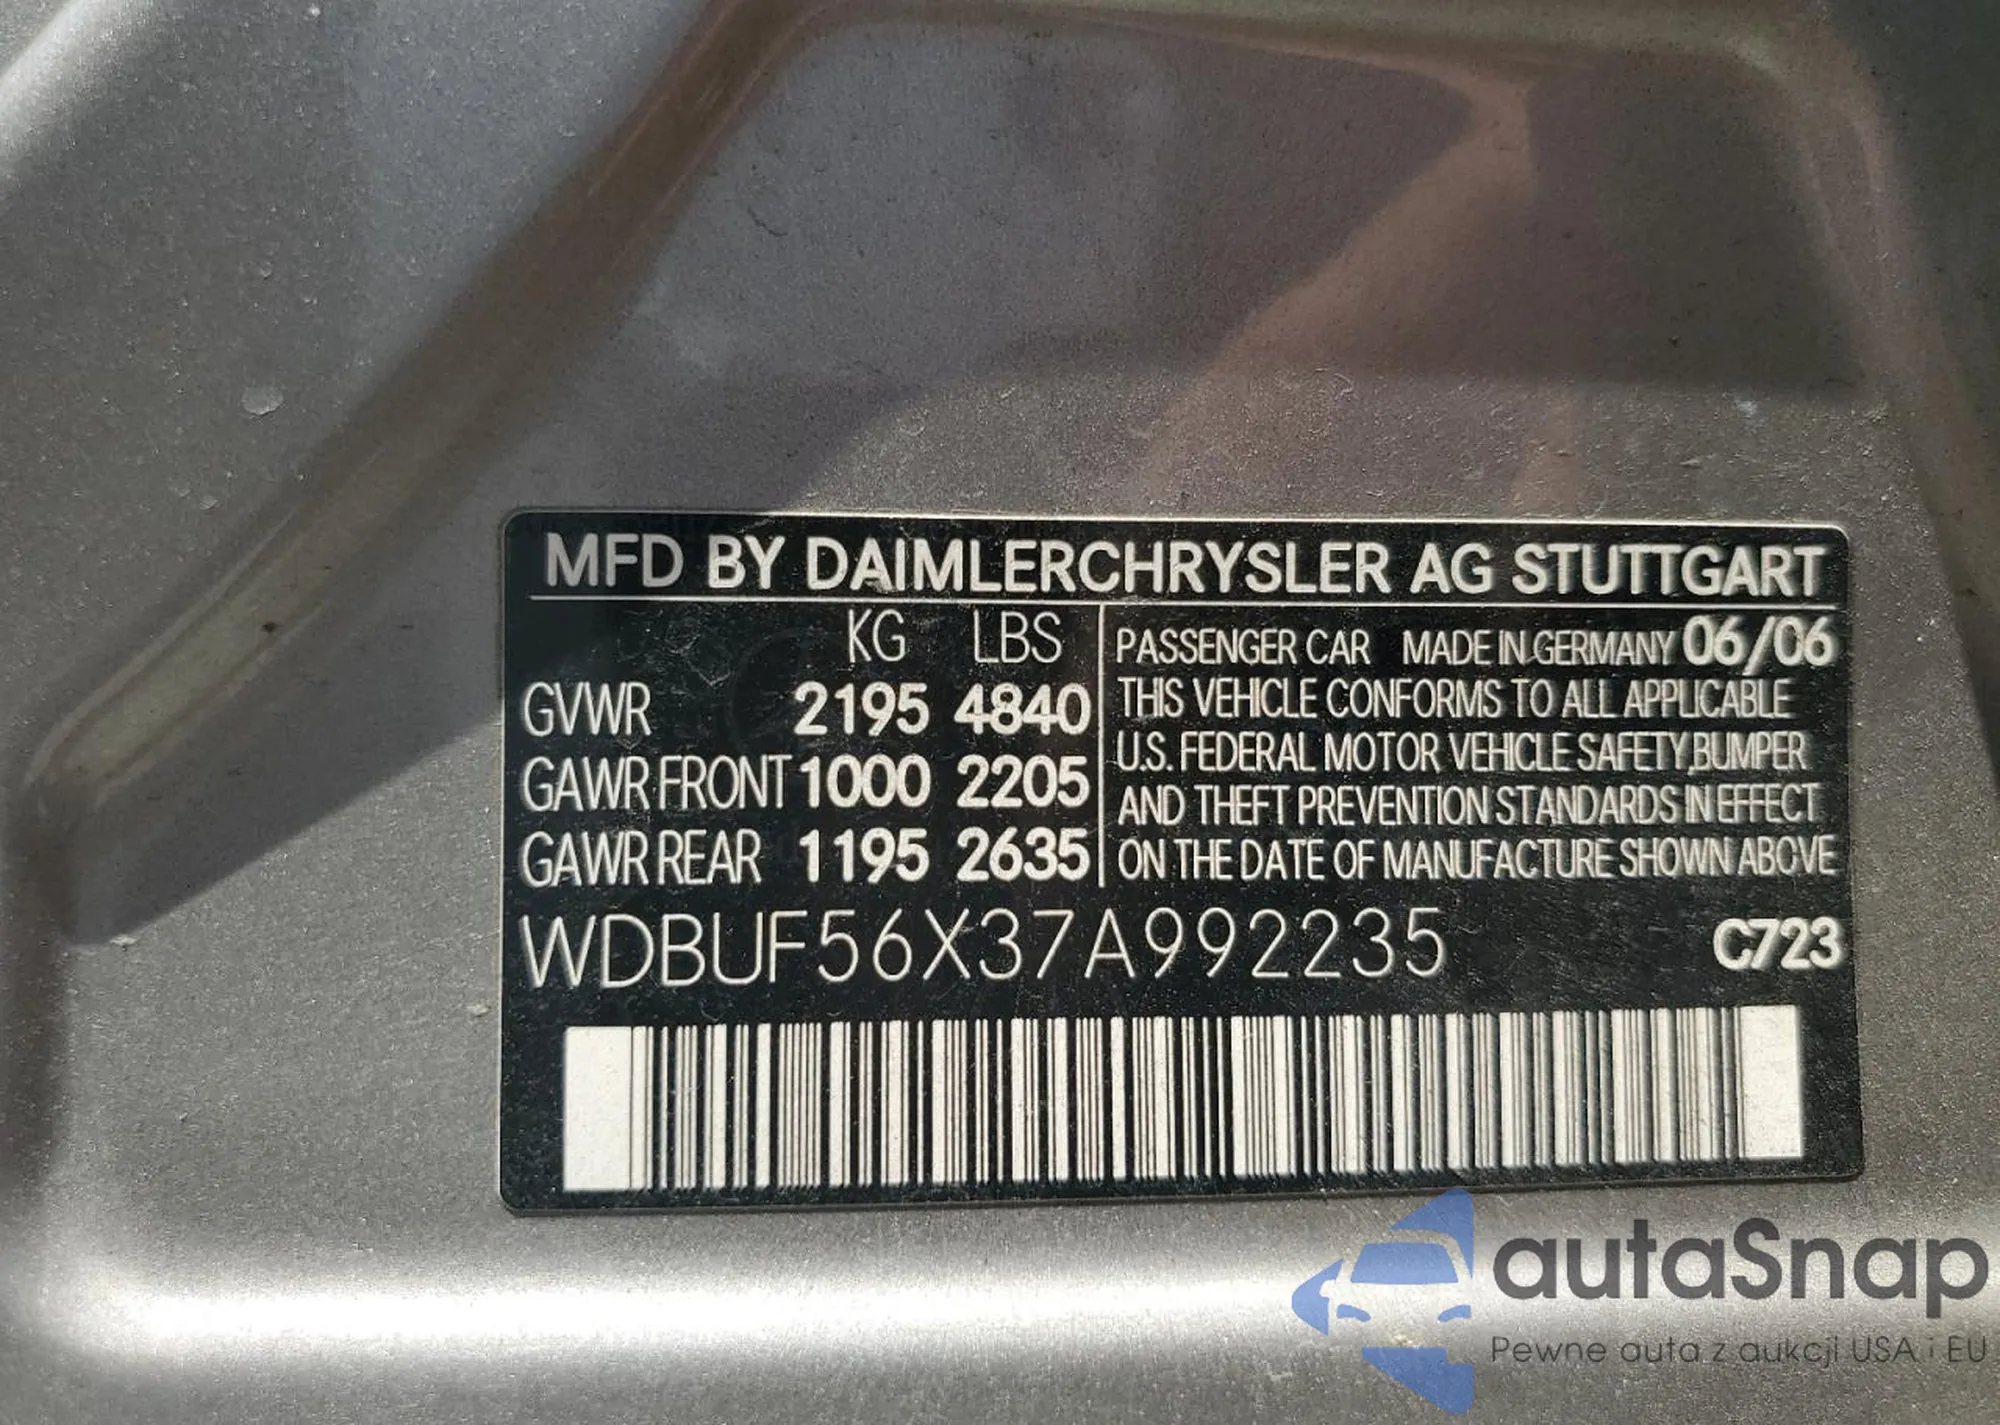 MFD BY DAIMLERCHRYSLER AG STUTTGART
KG LBS
GVWR 2195 4840
GAWR FRONT 1000 2205
GAWR REAR 1195 2635
PASSENGER CAR MADE IN GERMANY 06/06
THIS VEHICLE CONFORMS TO ALL APPLICABLE
U.S. FEDERAL MOTOR VEHICLE SAFETY, BUMPER
AND THEFT PREVENTION STANDARDS IN EFFECT
ON THE DATE OF MANUFACTURE SHOWN ABOVE
WDBUF56X37A992235 C723
autaSnap
Pewne auta z aukcji USA i EU